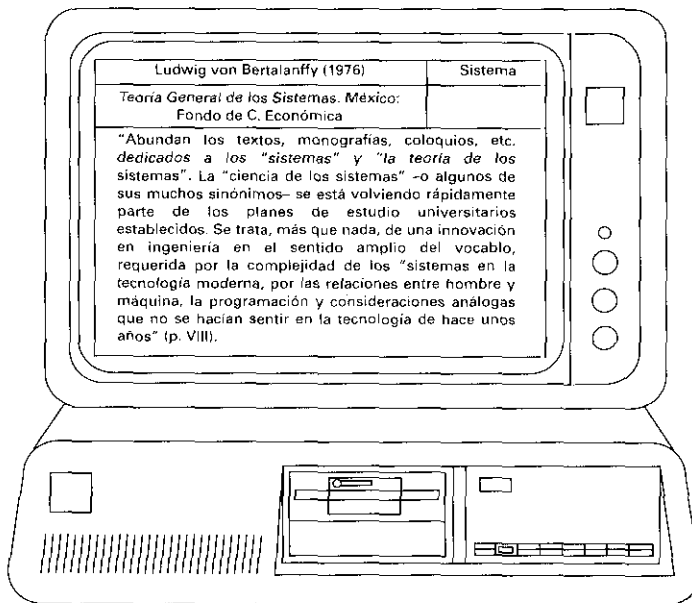 Ludwig von Bertalanffy (1976)
Sistema
Teoría General de los Sistemas. México:
Fondo de C. Económica
"Abundan los textos, monografías, coloquios, etc.
dedicados a los "sistemas" y "la teoría de los
sistemas". La "ciencia de los sistemas" -o algunos de
sus muchos sinónimos- se está volviendo rápidamente
parte de los planes de estudio universitarios
establecidos. Se trata, más que nada, de una innovación
en ingeniería en el sentido amplio del vocablo,
requerida por la complejidad de los "sistemas en la
tecnología moderna, por las relaciones entre hombre y
máquina, la programación y consideraciones análogas
que no se hacían sentir en la tecnología de hace unos
años" (p. VIII).